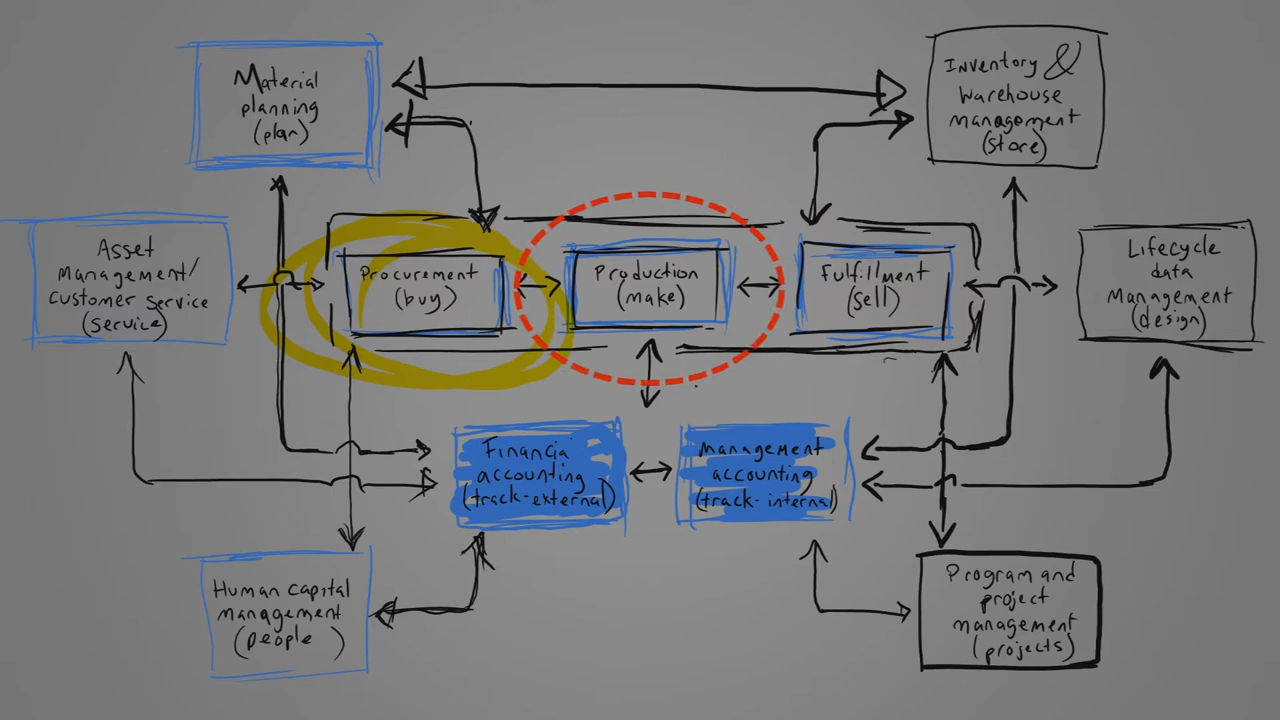 Material
planning
(plan)
Inventory &
Warehouse
management
(store)
Asset
Management/
Customer Service
(service)
Procurement
(buy)
Production
(make)
Fulfillment
(sell)
Lifecycle
data
Management
(design)
Financia
accounting
(track-external)
Management
accounting
(track-internal)
Human capital
management
(people)
Program and
project
management
(projects)